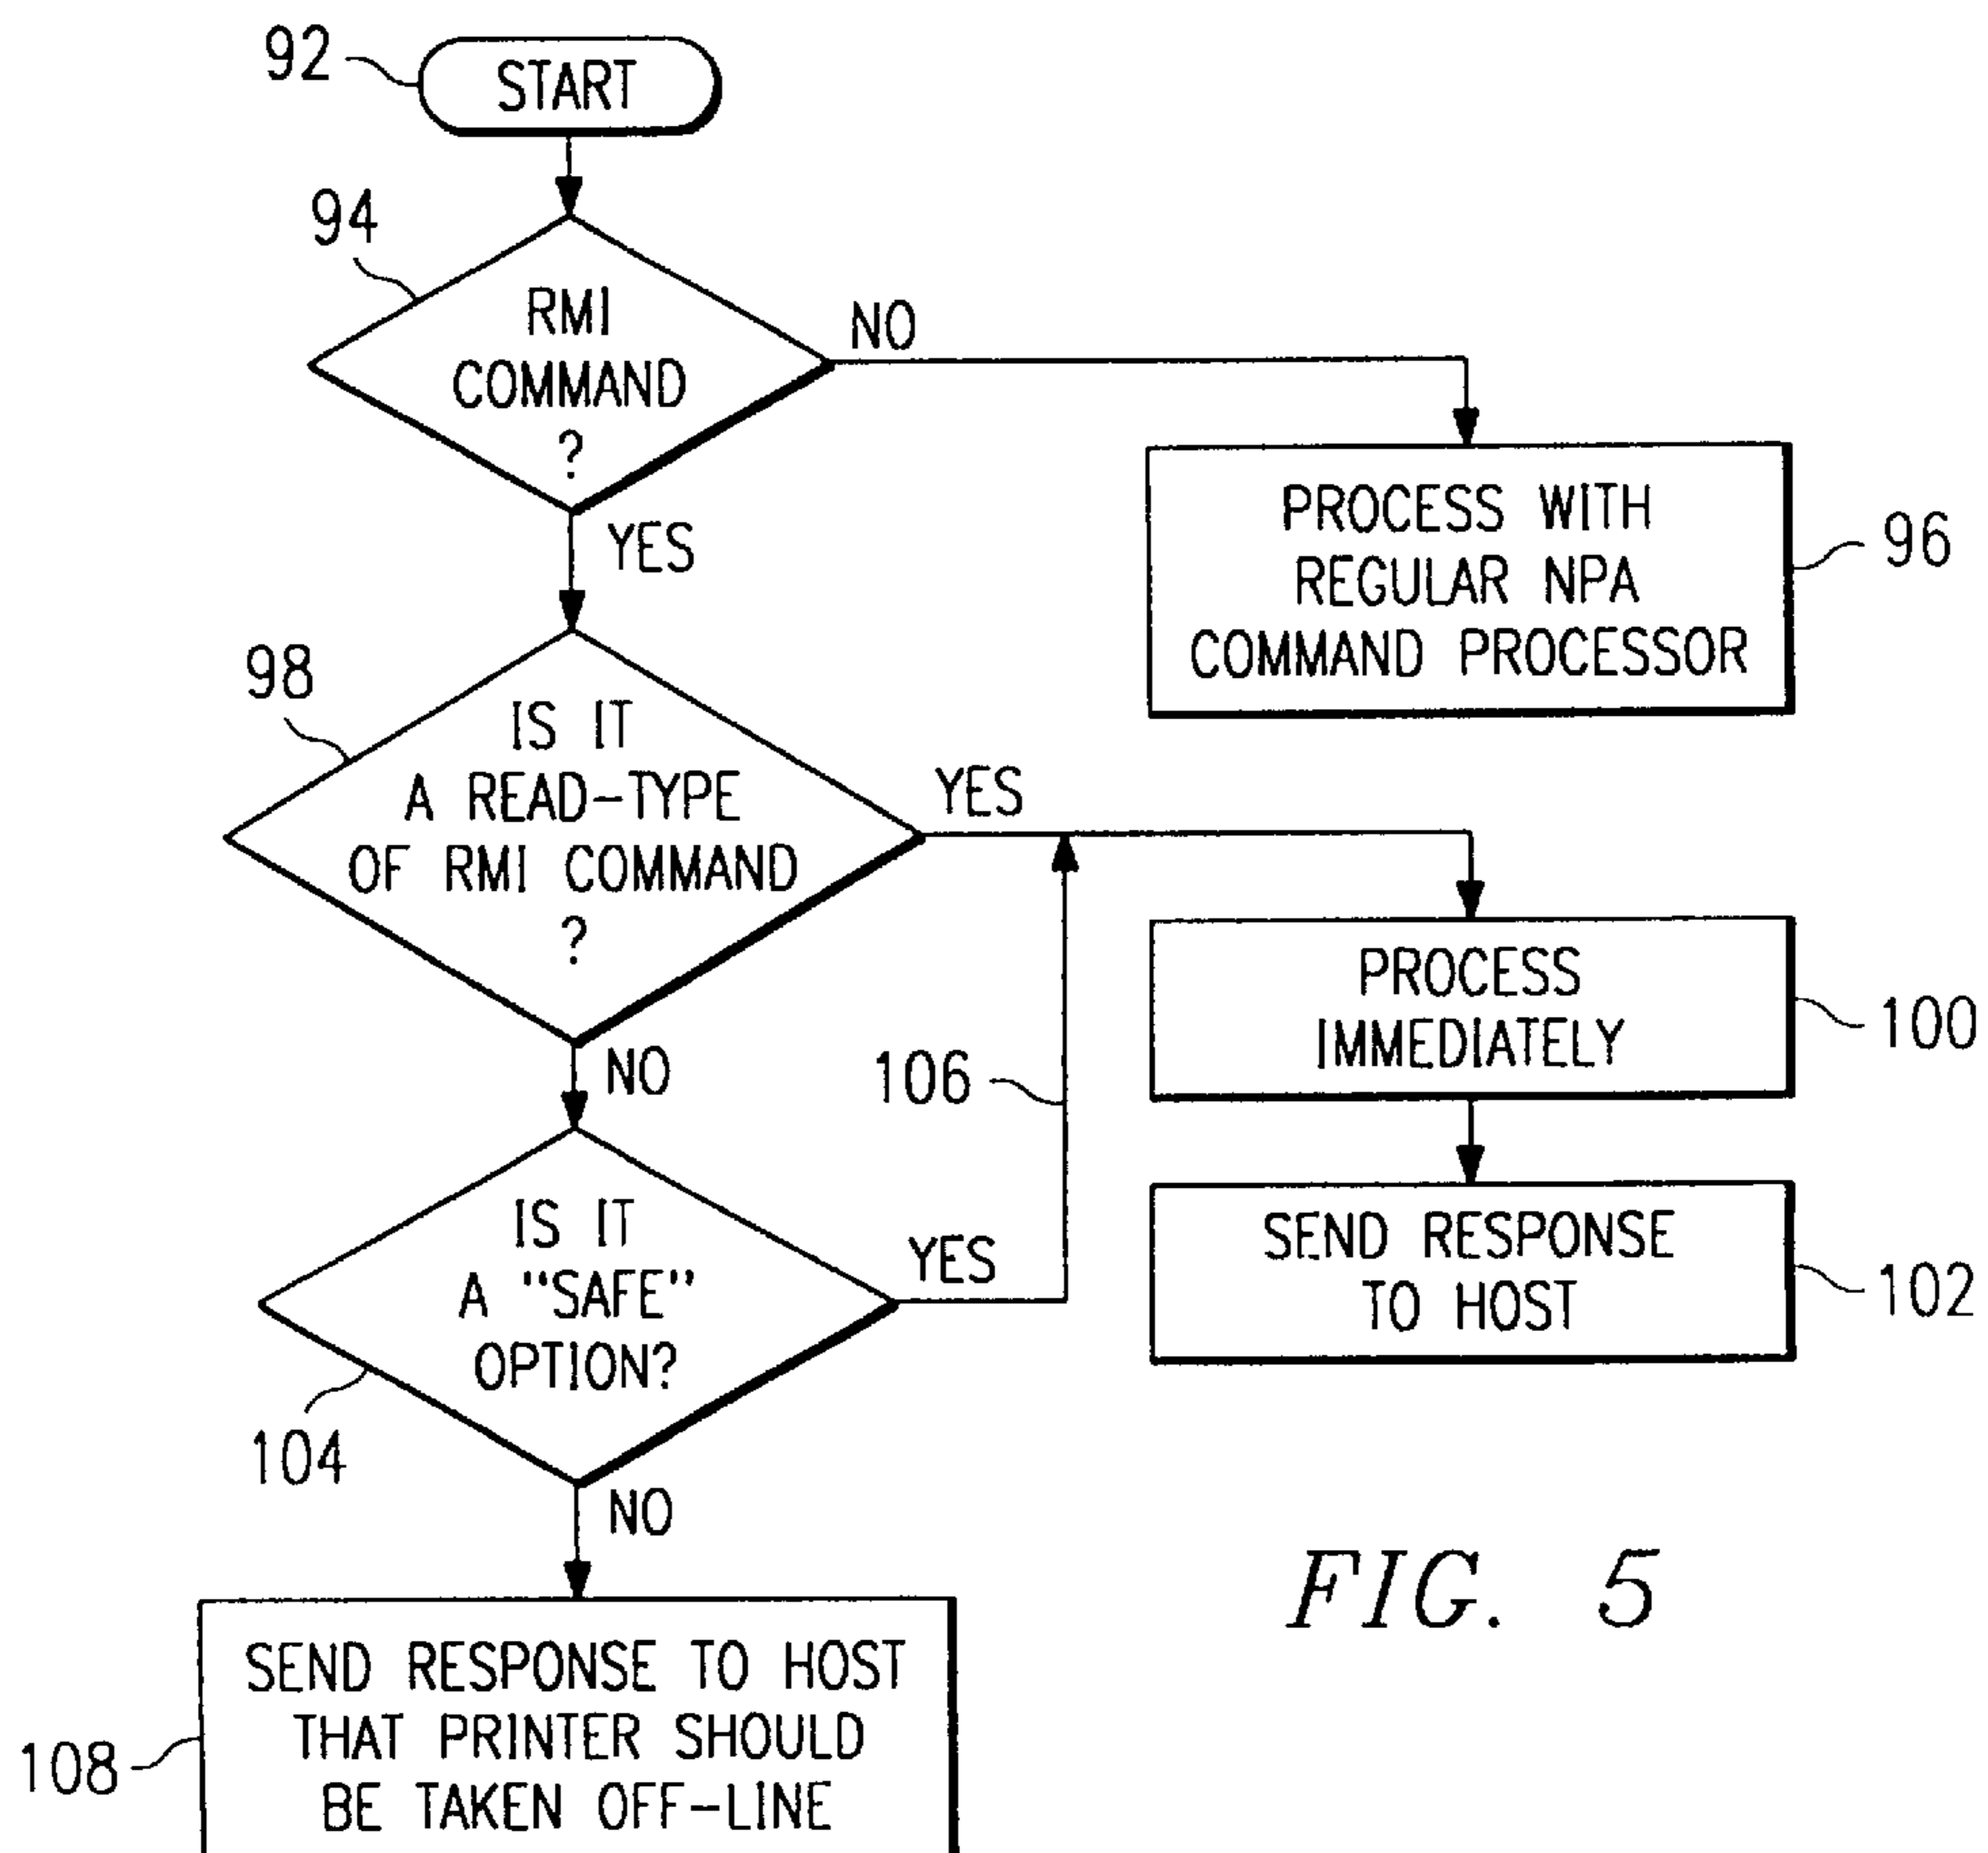 92
START
94
RMI
COMMAND
?
NO
YES
PROCESS WITH
REGULAR NPA
COMMAND PROCESSOR
96
98
IS IT
A READ-TYPE
OF RMI COMMAND
?
YES
NO
PROCESS
IMMEDIATELY
100
106
SEND RESPONSE
TO HOST
102
IS IT
A "SAFE"
OPTION?
YES
104
NO
SEND RESPONSE TO HOST
THAT PRINTER SHOULD
BE TAKEN OFF-LINE
108
FIG. 5